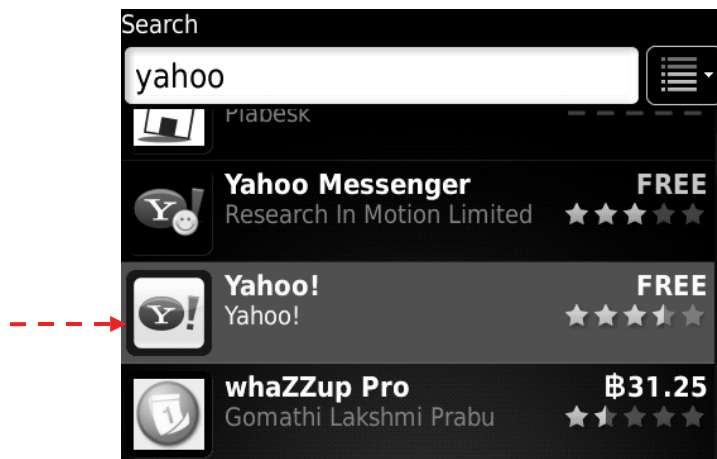 Search
yahoo
Plabesk
Yahoo Messenger FREE
Research In Motion Limited
Yahoo! FREE
Yahoo!
whaZZup Pro ฿31.25
Gomathi Lakshmi Prabu